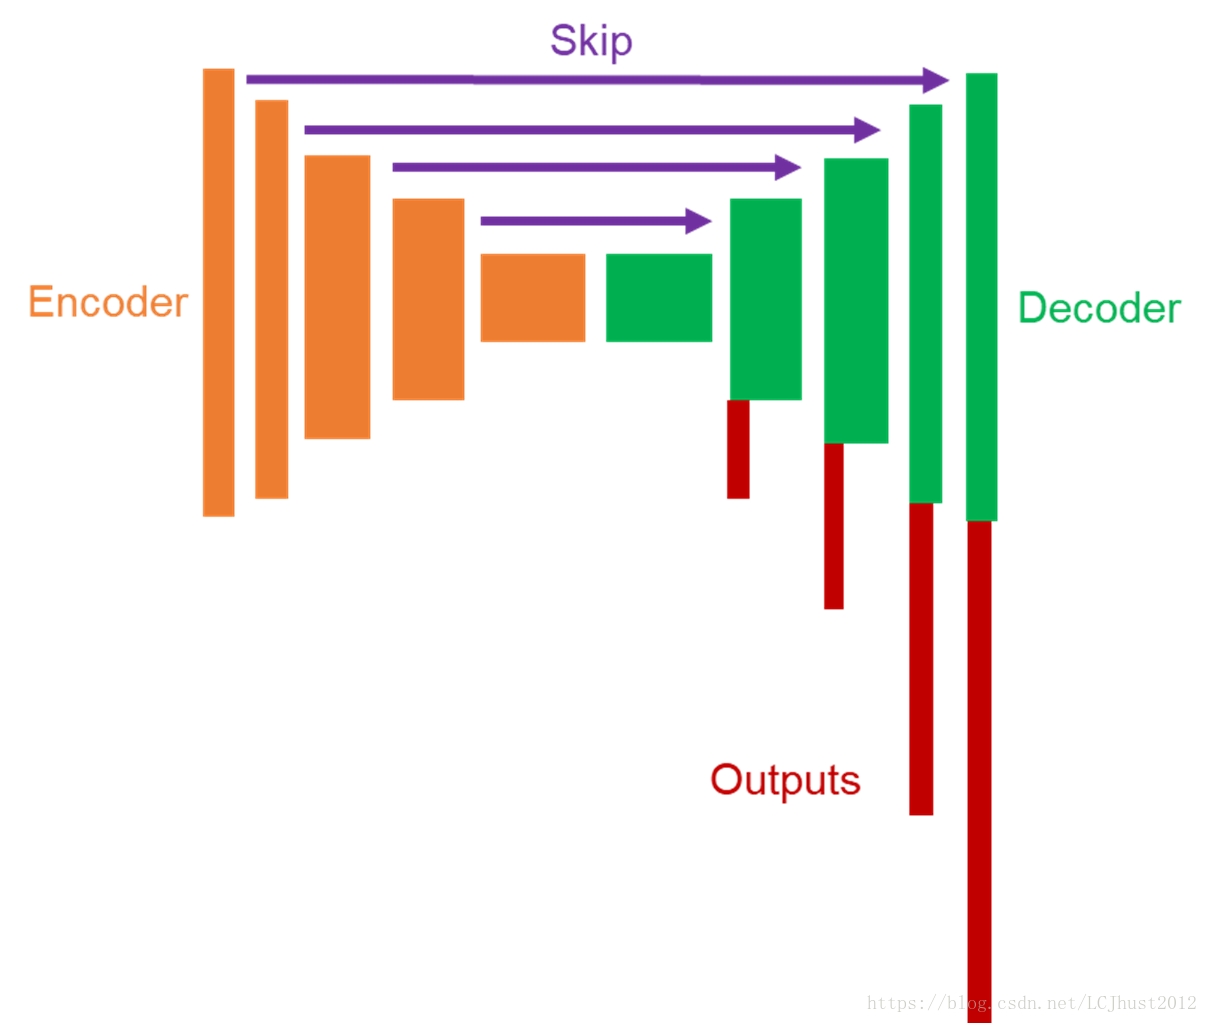 Skip
Encoder
Decoder
Outputs
https://blog.csdn.net/LCJhust2012